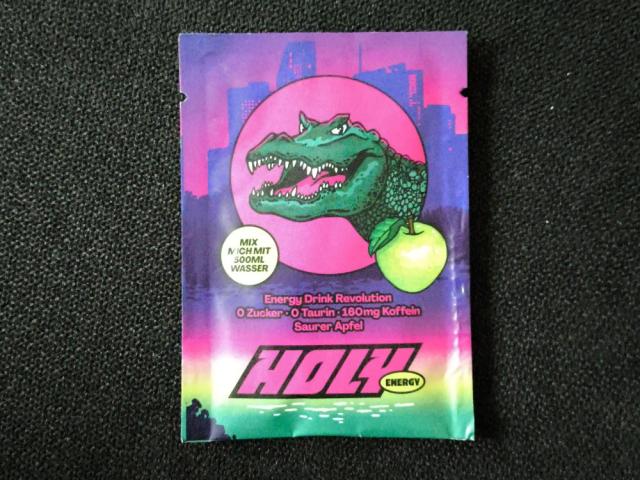 MIX
MICH MIT
500ML
WASSER
Energy Drink Revolution
0 Zucker · 0 Taurin · 160mg Koffein
Saurer Apfel
HOLY
ENERGY